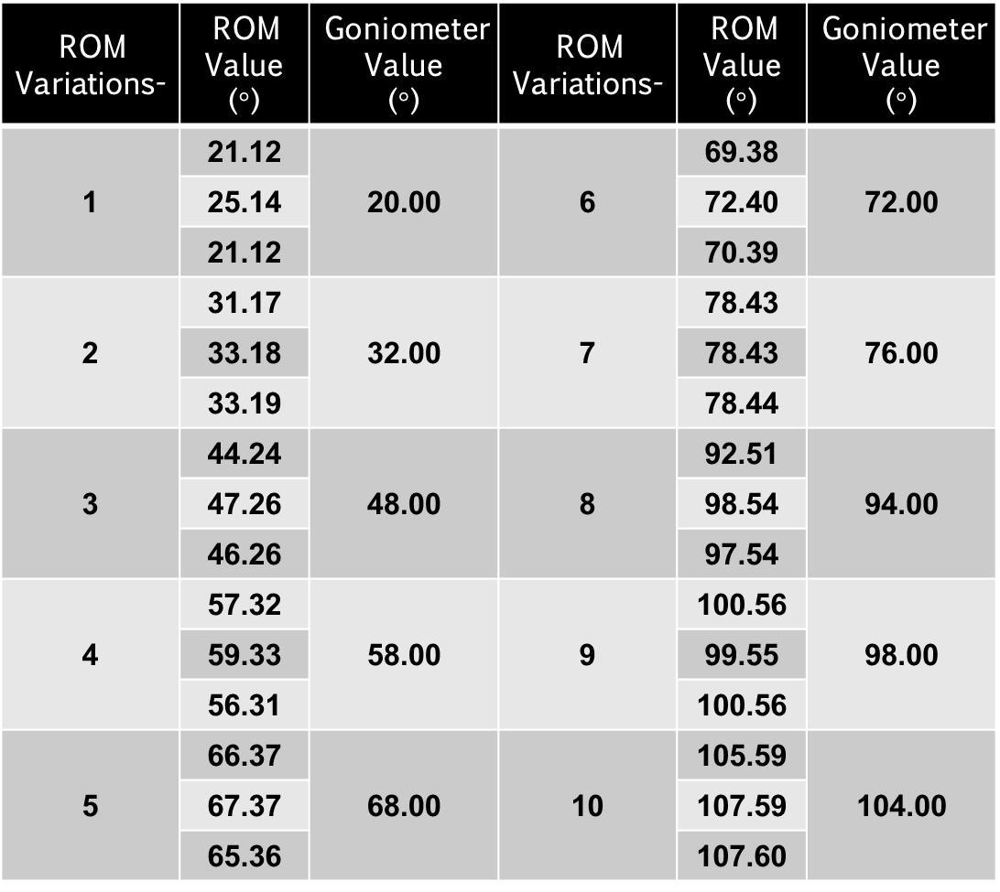 ROM Variations- ROM Value (°) Goniometer Value (°) ROM Variations- ROM Value (°) Goniometer Value (°)
21.12 69.38
1 25.14 20.00 6 72.40 72.00
21.12 70.39
31.17 78.43
2 33.18 32.00 7 78.43 76.00
33.19 78.44
44.24 92.51
3 47.26 48.00 8 98.54 94.00
46.26 97.54
57.32 100.56
4 59.33 58.00 9 99.55 98.00
56.31 100.56
66.37 105.59
5 67.37 68.00 10 107.59 104.00
65.36 107.60